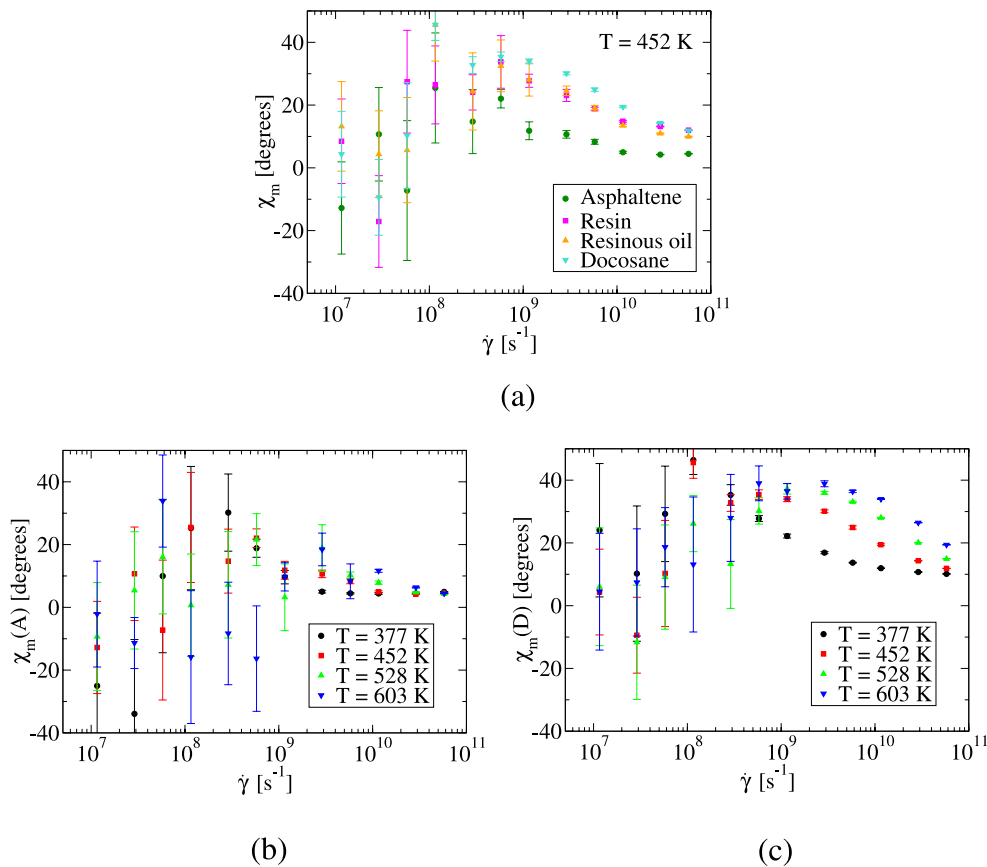 40
20
0
-20
-40
χm [degrees]
T = 452 K
Asphaltene
Resin
Resinous oil
Docosane
10^7 10^8 10^9 10^10 10^11
γ̇ [s^-1]
(a)
40
20
0
-20
-40
χm(A) [degrees]
T = 377 K
T = 452 K
T = 528 K
T = 603 K
10^7 10^8 10^9 10^10 10^11
γ̇ [s^-1]
(b)
40
20
0
-20
-40
χm(D) [degrees]
T = 377 K
T = 452 K
T = 528 K
T = 603 K
10^7 10^8 10^9 10^10 10^11
γ̇ [s^-1]
(c)